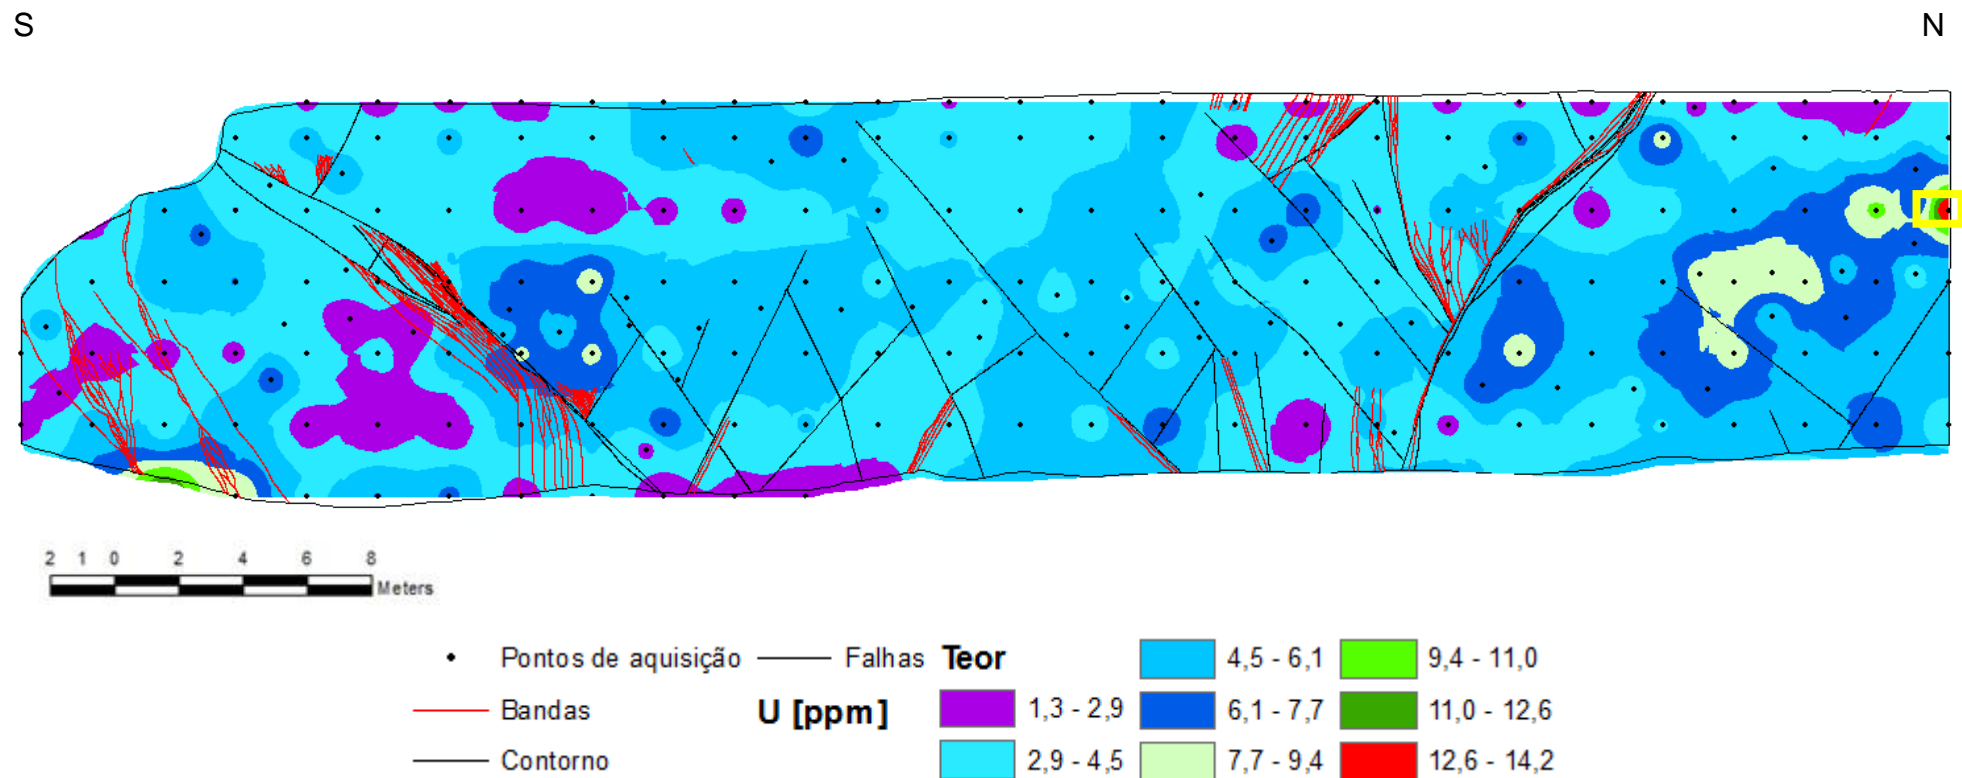 S N
2 1 0 2 4 6 8
Meters
Pontos de aquisição Falhas Teor 4,5 - 6,1 9,4 - 11,0
Bandas U [ppm] 1,3 - 2,9 6,1 - 7,7 11,0 - 12,6
Contorno 2,9 - 4,5 7,7 - 9,4 12,6 - 14,2